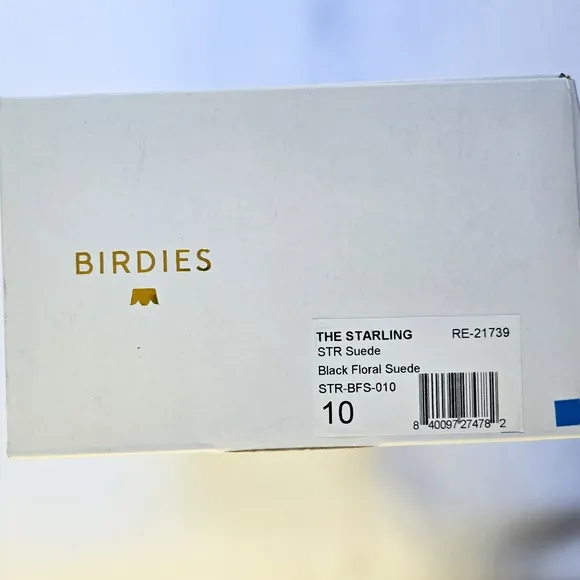 BIRDIES
THE STARLING RE-21739
STR Suede
Black Floral Suede
STR-BFS-010
10
8 40097 27478 2